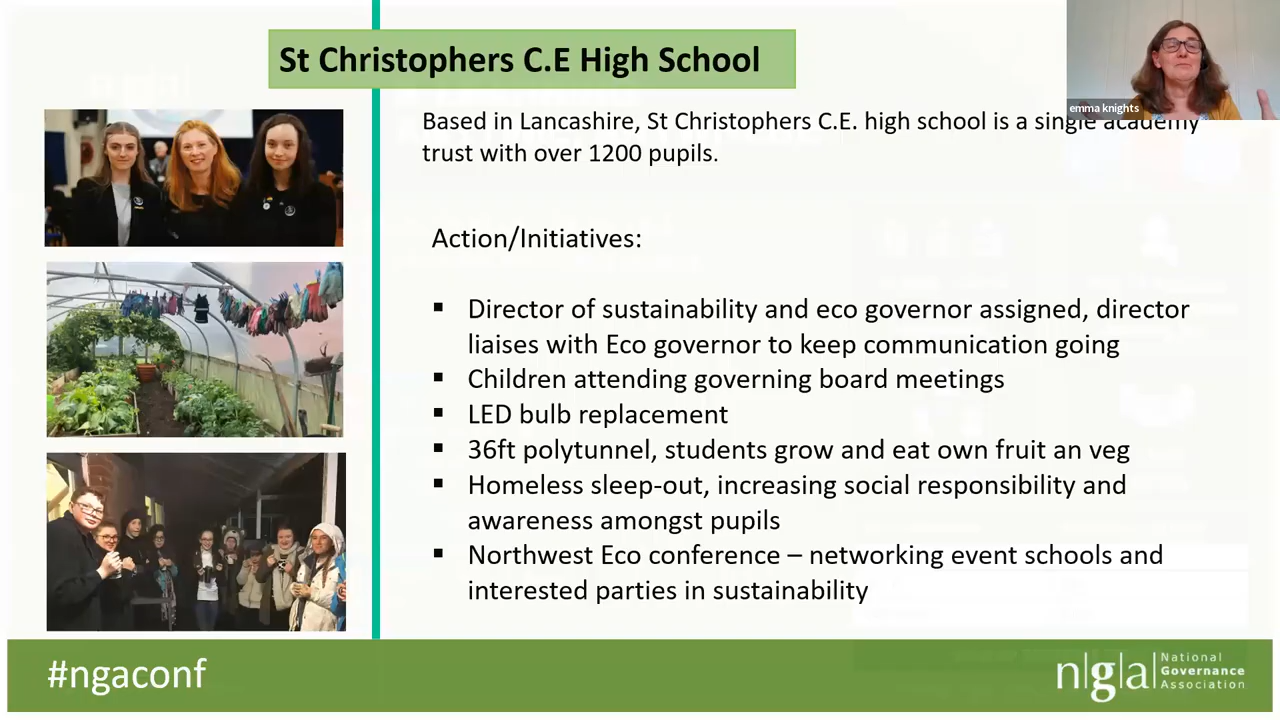 St Christophers C.E High School
emma knights
Based in Lancashire, St Christophers C.E. high school is a single academy
trust with over 1200 pupils.
Action/Initiatives:
▪ Director of sustainability and eco governor assigned, director
liaises with Eco governor to keep communication going
▪ Children attending governing board meetings
▪ LED bulb replacement
▪ 36ft polytunnel, students grow and eat own fruit an veg
▪ Homeless sleep-out, increasing social responsibility and
awareness amongst pupils
▪ Northwest Eco conference – networking event schools and
interested parties in sustainability
#ngaconf
n|g|a|
National
Governance
Association